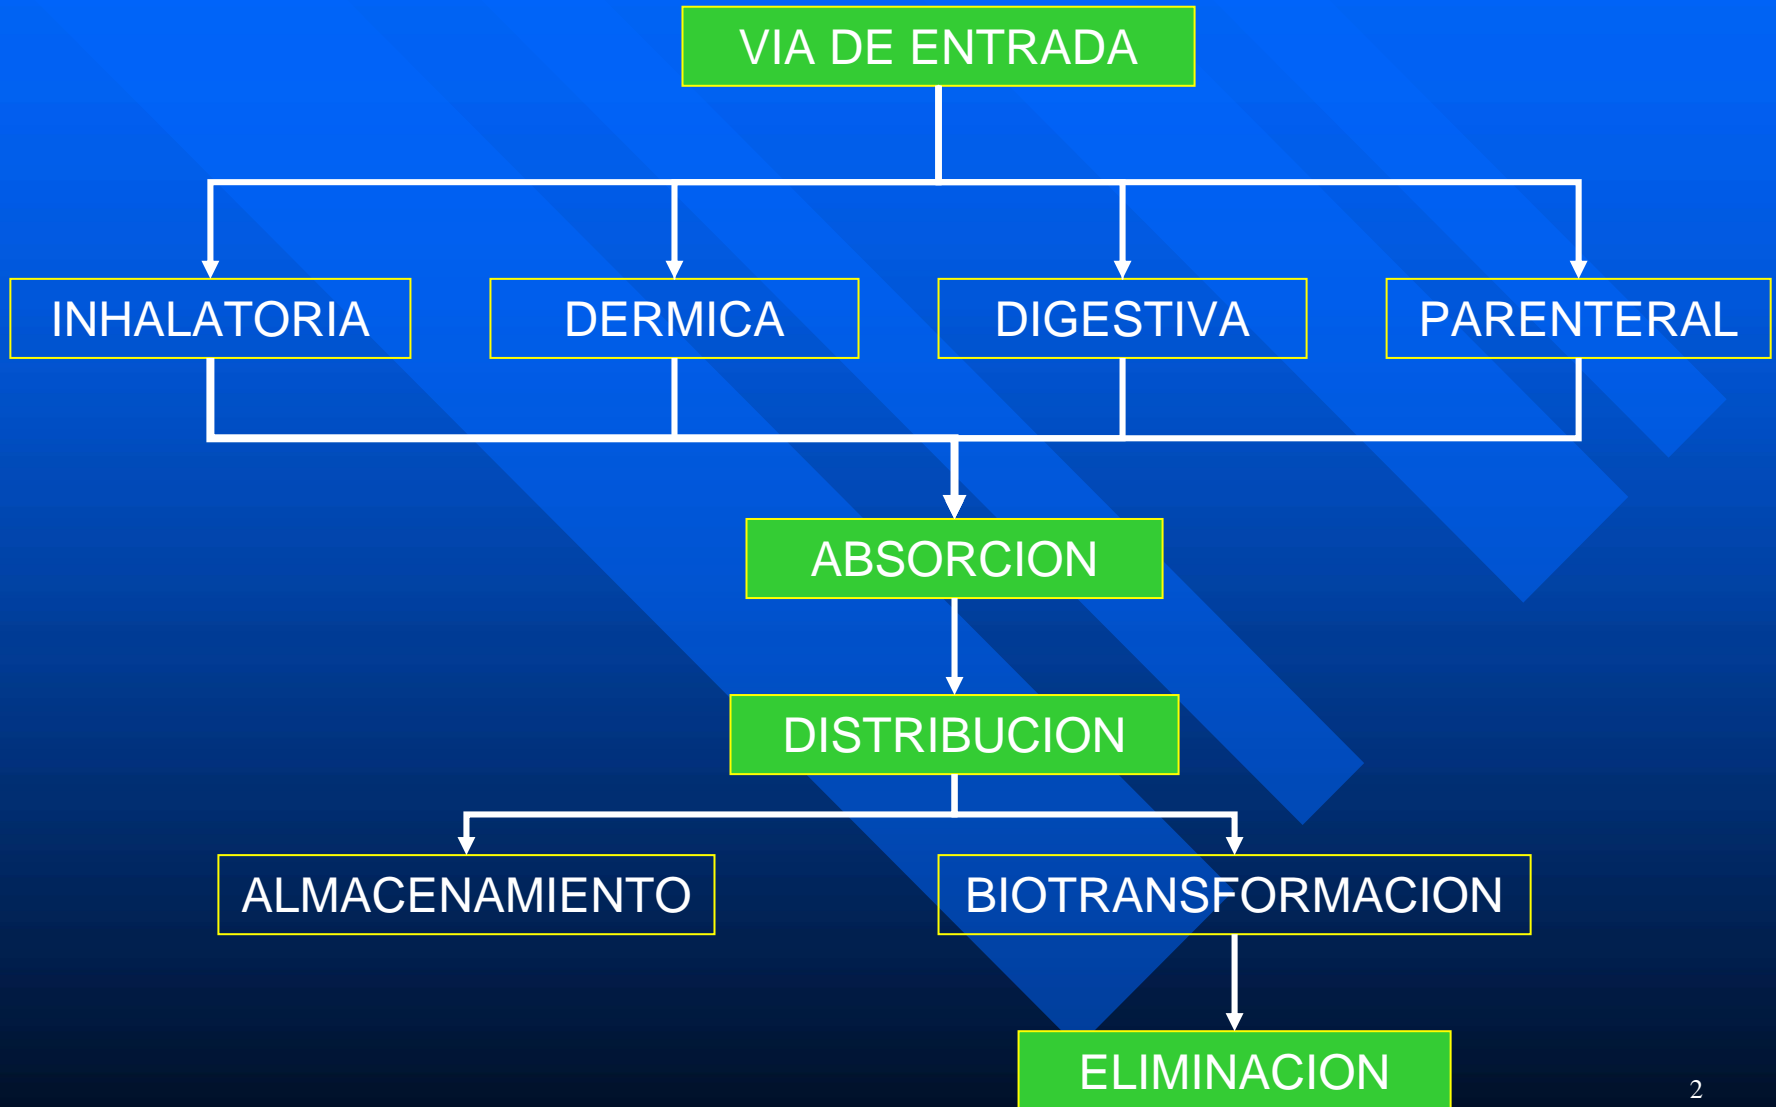 VIA DE ENTRADA
INHALATORIA
DERMICA
DIGESTIVA
PARENTERAL
ABSORCION
DISTRIBUCION
ALMACENAMIENTO
BIOTRANSFORMACION
ELIMINACION
2